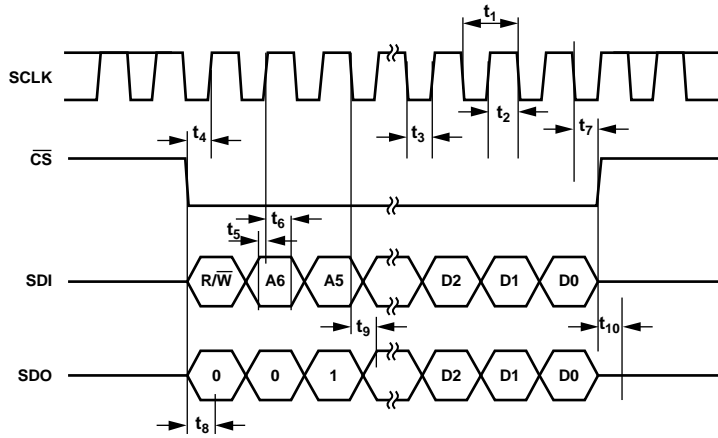 t1
SCLK
t4
t3
t2
t7
CS
t5
t6
SDI
R/W
A6
A5
D2
D1
D0
t9
t10
SDO
0
0
1
D2
D1
D0
t8